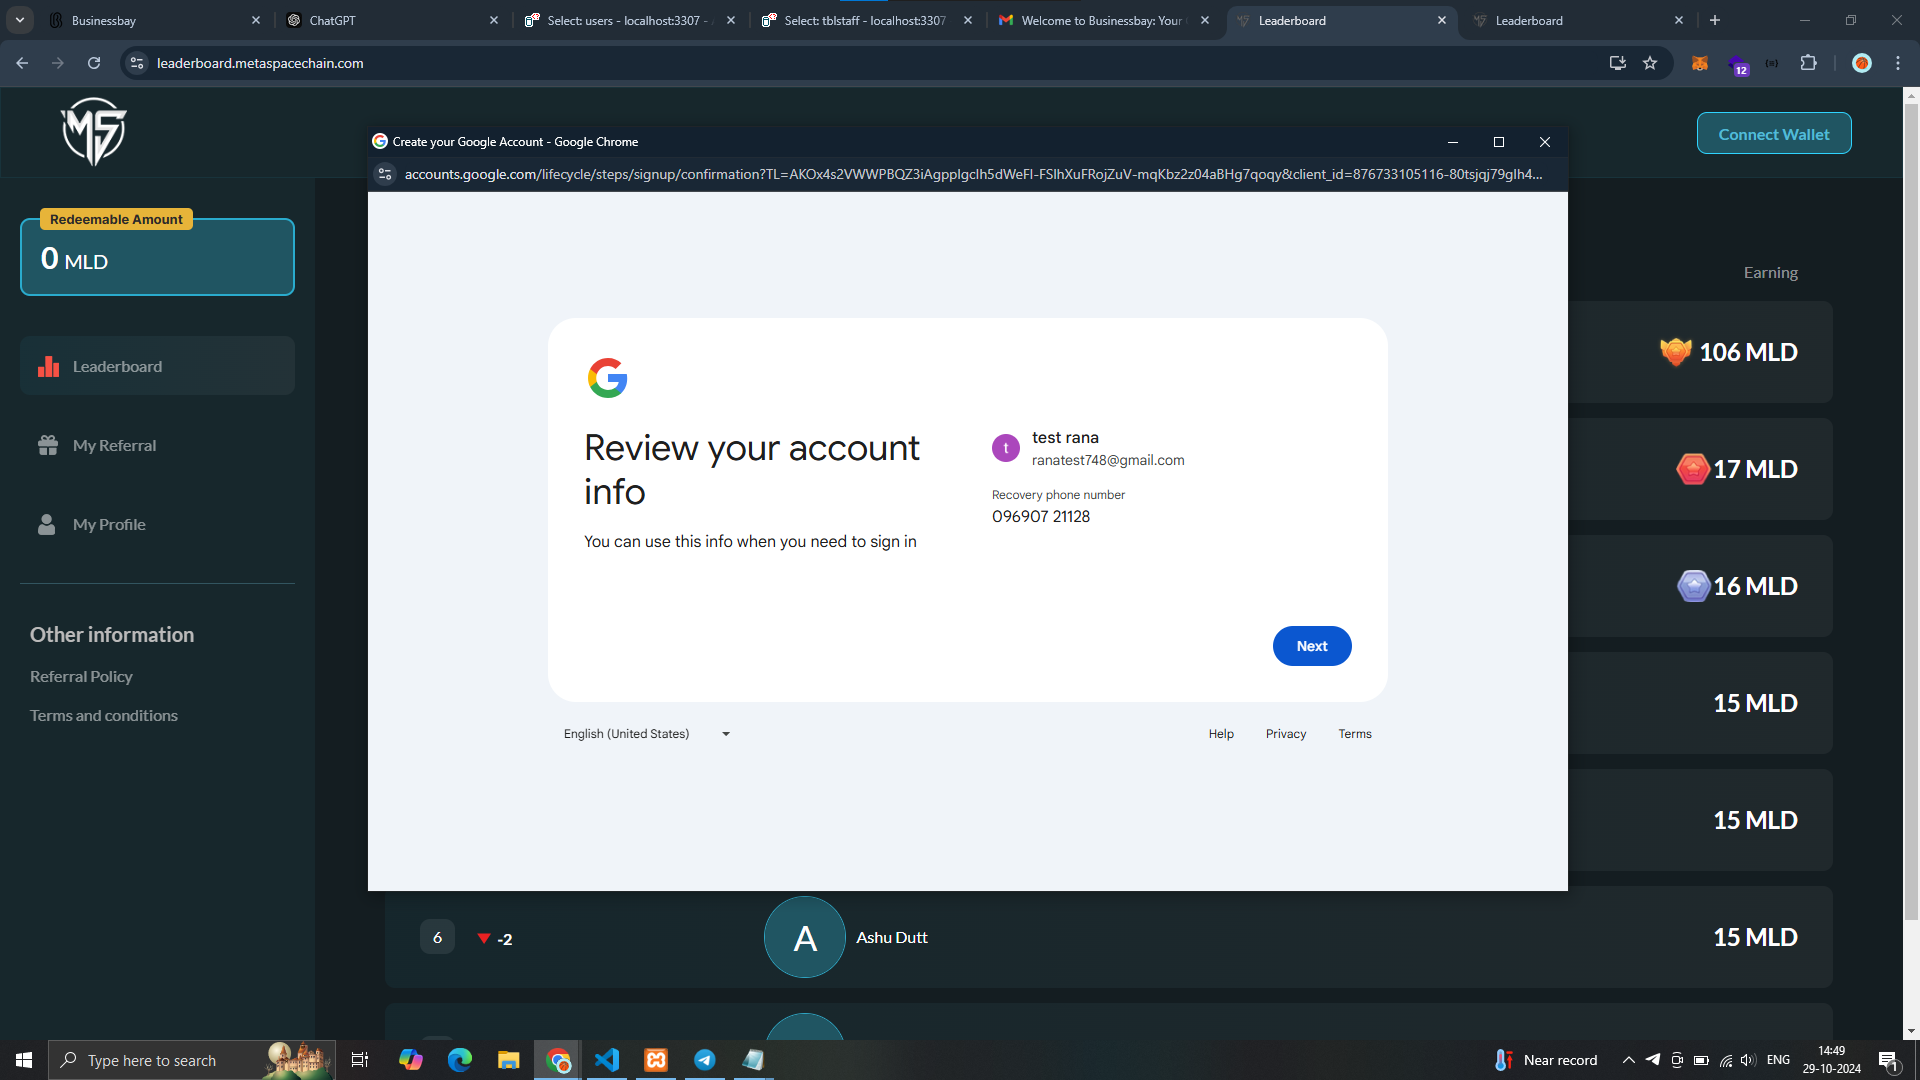 Businessbay
ChatGPT
Select: users - localhost:3307 -
Select: tblstaff - localhost:3307
Welcome to Businessbay: Your
Leaderboard
Leaderboard
leaderboard.metaspacechain.com
12
MS
Connect Wallet
Create your Google Account - Google Chrome
accounts.google.com/lifecycle/steps/signup/confirmation?TL=AKOx4s2VWWPBQZ3iAgppIgcIh5dWeFI-FSlhXuFRojZuV-mqKbz2z04aBHg7qoqy&client_id=876733105116-80tsjqj79glh4...
Redeemable Amount
0 MLD
Leaderboard
My Referral
My Profile
Other information
Referral Policy
Terms and conditions
Earning
106 MLD
17 MLD
16 MLD
15 MLD
15 MLD
Review your account
info
You can use this info when you need to sign in
t
test rana
ranatest748@gmail.com
Recovery phone number
096907 21128
Next
English (United States)
Help
Privacy
Terms
6
-2
A
Ashu Dutt
15 MLD
Type here to search
Near record
ENG
14:49
29-10-2024
1